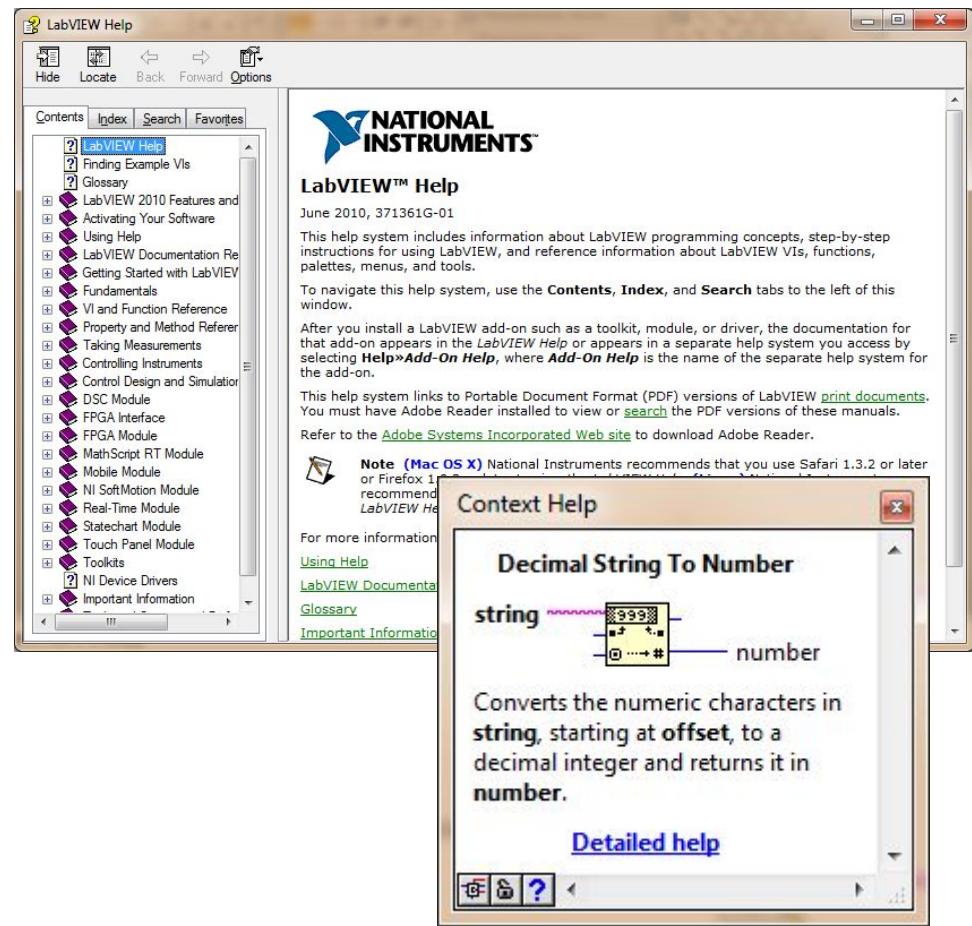 LabVIEW Help
Hide Locate Back Forward Options
Contents Index Search Favorites
LabVIEW Help
Finding Example VIs
Glossary
LabVIEW 2010 Features and
Activating Your Software
Using Help
LabVIEW Documentation Re
Getting Started with LabVIEW
Fundamentals
VI and Function Reference
Property and Method Referer
Taking Measurements
Controlling Instruments
Control Design and Simulation
DSC Module
FPGA Interface
FPGA Module
MathScript RT Module
Mobile Module
NI SoftMotion Module
Real-Time Module
Statechart Module
Touch Panel Module
Toolkits
NI Device Drivers
Important Information
NATIONAL
INSTRUMENTS™
LabVIEW™ Help
June 2010, 371361G-01
This help system includes information about LabVIEW programming concepts, step-by-step
instructions for using LabVIEW, and reference information about LabVIEW VIs, functions,
palettes, menus, and tools.
To navigate this help system, use the Contents, Index, and Search tabs to the left of this
window.
After you install a LabVIEW add-on such as a toolkit, module, or driver, the documentation for
that add-on appears in the LabVIEW Help or appears in a separate help system you access by
selecting Help»Add-On Help, where Add-On Help is the name of the separate help system for
the add-on.
This help system links to Portable Document Format (PDF) versions of LabVIEW print documents.
You must have Adobe Reader installed to view or search the PDF versions of these manuals.
Refer to the Adobe Systems Incorporated Web site to download Adobe Reader.
Note (Mac OS X) National Instruments recommends that you use Safari 1.3.2 or later
or Firefox
recommend
LabVIEW He
For more information
Using Help
LabVIEW Documenta
Glossary
Important Informatio
Context Help
Decimal String To Number
string
999
number
Converts the numeric characters in
string, starting at offset, to a
decimal integer and returns it in
number.
Detailed help